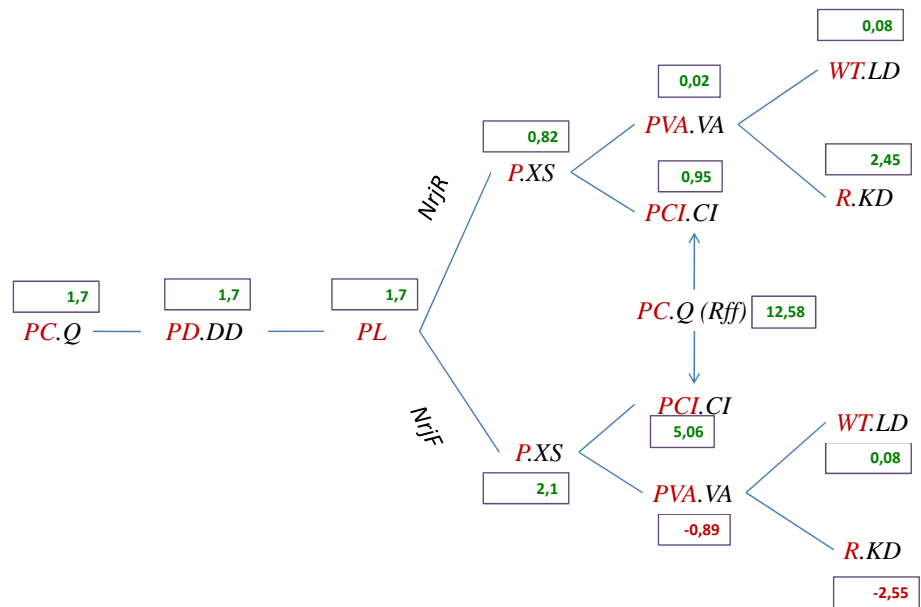 0,08
WT.LD
0,02
PVA.VA
0,82
P.XS
NrjR
2,45
R.KD
0,95
PCI.CI
1,7
PC.Q
1,7
PD.DD
1,7
PL
PC.Q (Rff)
12,58
NrjF
PCI.CI
5,06
P.XS
2,1
WT.LD
0,08
PVA.VA
-0,89
R.KD
-2,55